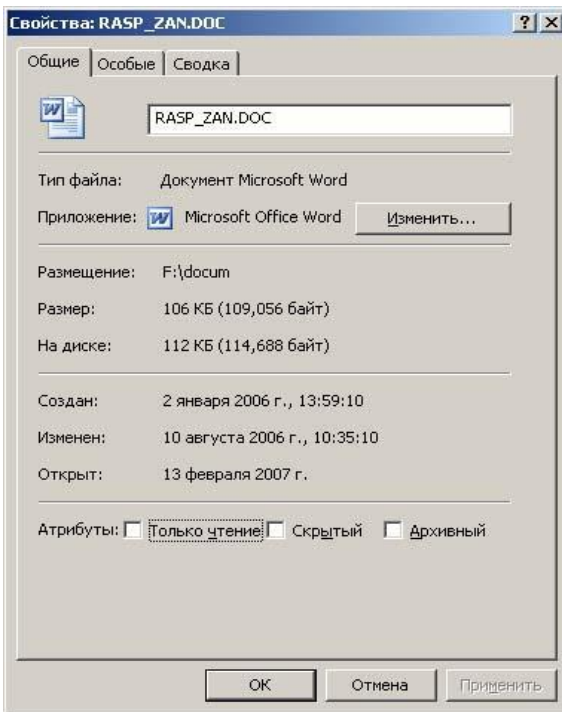 Свойства: RASP_ZAN.DOC
Общие Особые Сводка
RASP_ZAN.DOC
Тип файла: Документ Microsoft Word
Приложение: Microsoft Office Word Изменить...
Размещение: F:\docum
Размер: 106 КБ (109,056 байт)
На диске: 112 КБ (114,688 байт)
Создан: 2 января 2006 г., 13:59:10
Изменен: 10 августа 2006 г., 10:35:10
Открыт: 13 февраля 2007 г.
Атрибуты: Только чтение Скрытый Архивный
ОК Отмена Применить